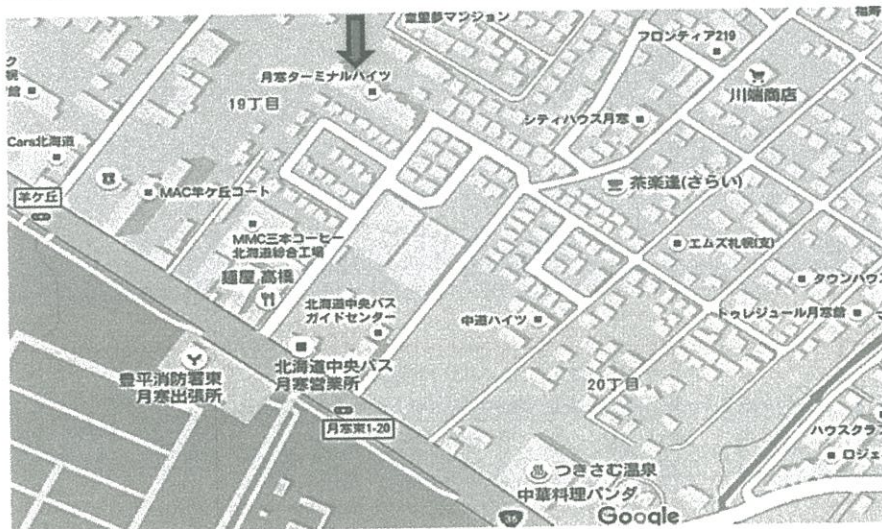 童里夢マンション
フロンティア219
月寒ターミナルハイツ
川端商店
19丁目
シティハウス月寒
Cars北海道
茶楽逢(さらい)
羊ケ丘
MAC羊ケ丘コート
MMC三本コーヒー
北海道総合工場
エムズ札幌(支)
麺屋 高橋
タウンハウス
北海道中央バス
ガイドセンター
中道ハイツ
トゥレジュール月寒館
北海道中央バス
月寒営業所
豊平消防署東
月寒出張所
20丁目
月寒東1-20
ハウスクラン
ロジェ
つきさむ温泉
中華料理パンダ
Google
36